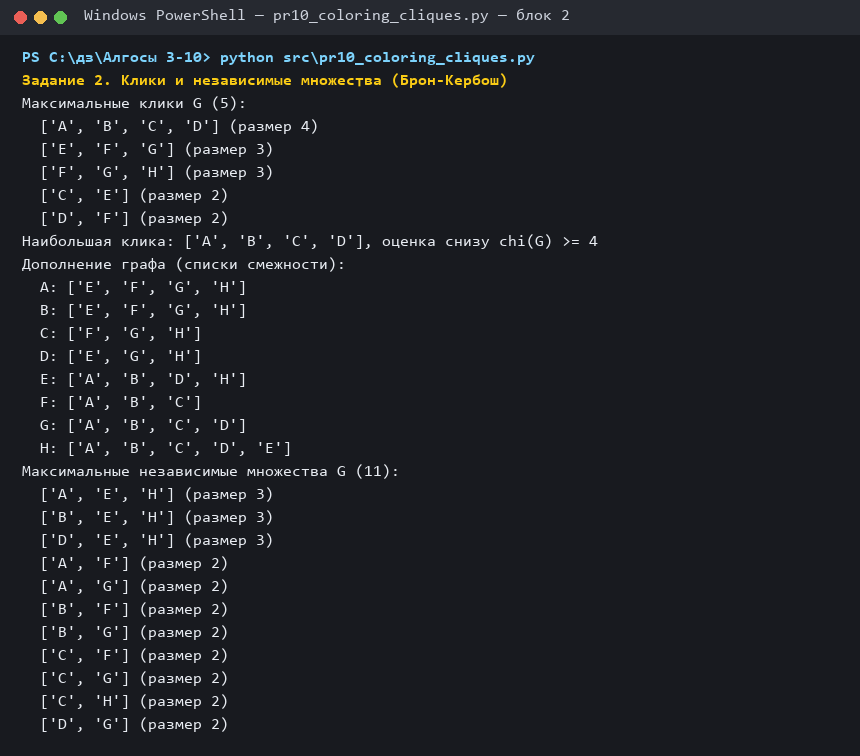 Windows PowerShell — pr10_coloring_cliques.py — блок 2
PS C:\дз\Алгосы 3-10> python src\pr10_coloring_cliques.py
Задание 2. Клики и независимые множества (Брон-Кербош)
Максимальные клики G (5):
['A', 'B', 'C', 'D'] (размер 4)
['E', 'F', 'G'] (размер 3)
['F', 'G', 'H'] (размер 3)
['C', 'E'] (размер 2)
['D', 'F'] (размер 2)
Наибольшая клика: ['A', 'B', 'C', 'D'], оценка снизу chi(G) >= 4
Дополнение графа (списки смежности):
A: ['E', 'F', 'G', 'H']
B: ['E', 'F', 'G', 'H']
C: ['F', 'G', 'H']
D: ['E', 'G', 'H']
E: ['A', 'B', 'D', 'H']
F: ['A', 'B', 'C']
G: ['A', 'B', 'C', 'D']
H: ['A', 'B', 'C', 'D', 'E']
Максимальные независимые множества G (11):
['A', 'E', 'H'] (размер 3)
['B', 'E', 'H'] (размер 3)
['D', 'E', 'H'] (размер 3)
['A', 'F'] (размер 2)
['A', 'G'] (размер 2)
['B', 'F'] (размер 2)
['B', 'G'] (размер 2)
['C', 'F'] (размер 2)
['C', 'G'] (размер 2)
['C', 'H'] (размер 2)
['D', 'G'] (размер 2)